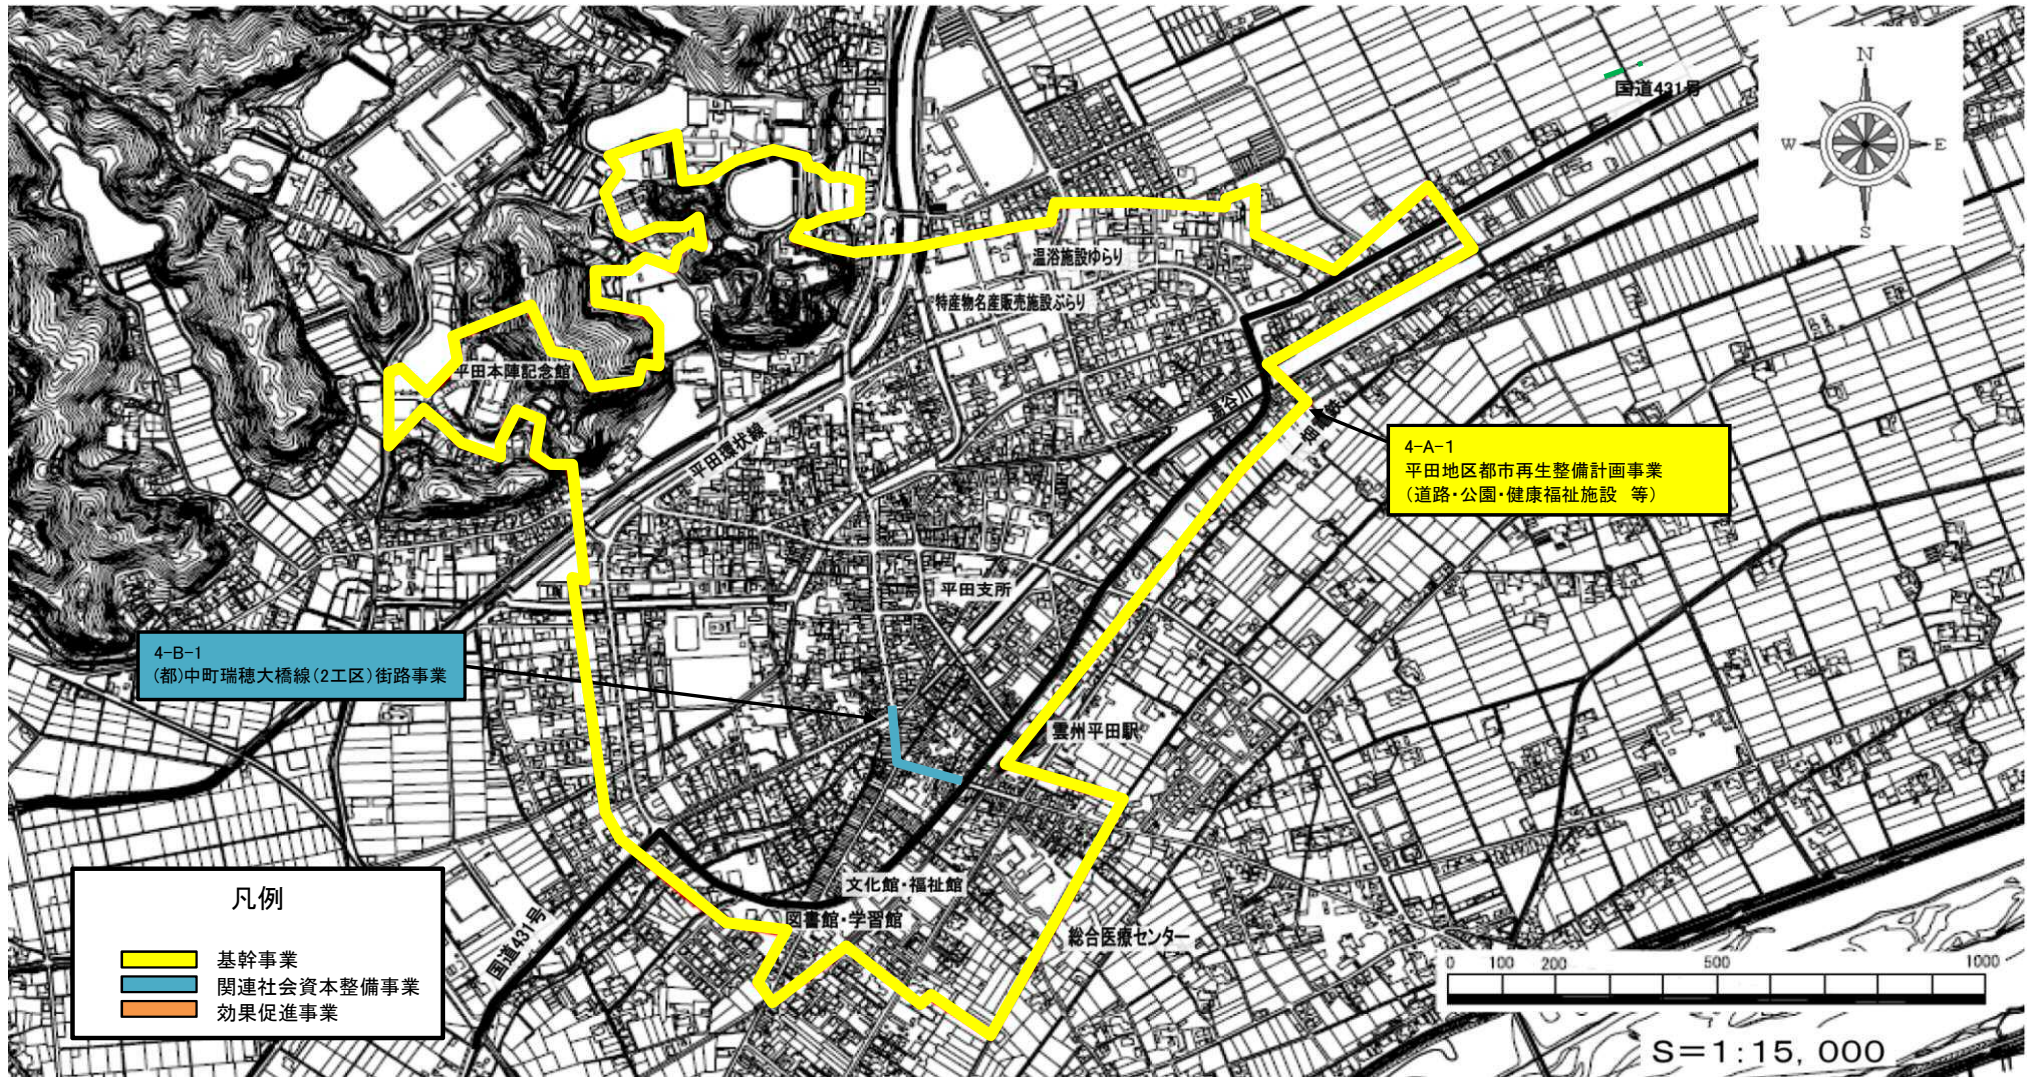 国道431号
N
W
E
S
温浴施設ゆらり
特産物名産販売施設ぶらり
平田本陣記念館
平田環状線
湯谷川
4-A-1
平田地区都市再生整備計画事業
(道路・公園・健康福祉施設 等)
平田支所
4-B-1
(都)中町瑞穂大橋線(2工区)街路事業
雲州平田駅
文化館・福祉館
図書館・学習館
国道431号
総合医療センター
凡例
基幹事業
関連社会資本整備事業
効果促進事業
0 100 200 500 1000
S=1:15,000